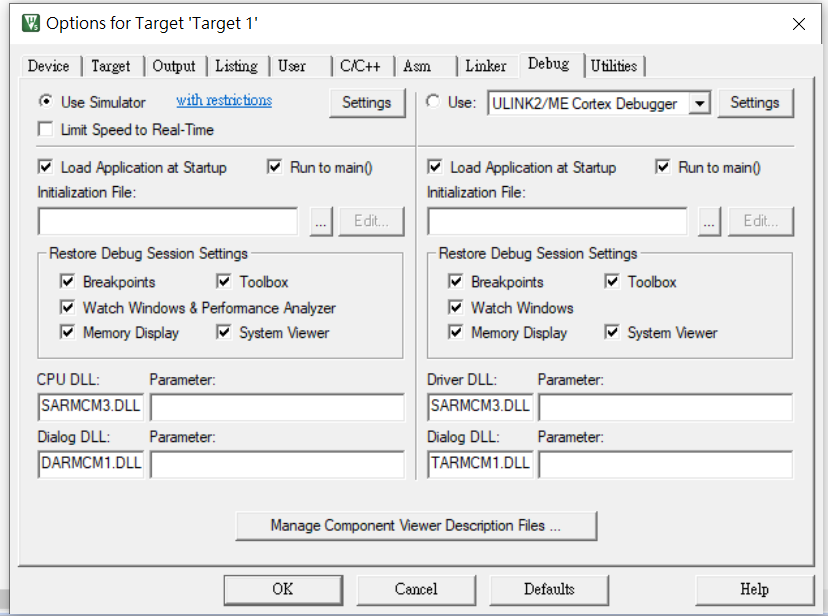 Options for Target 'Target 1'
Device Target Output Listing User C/C++ Asm Linker Debug Utilities
Use Simulator with restrictions Settings
Limit Speed to Real-Time
Load Application at Startup Run to main()
Initialization File:
... Edit...
Restore Debug Session Settings
Breakpoints Toolbox
Watch Windows & Performance Analyzer
Memory Display System Viewer
CPU DLL: Parameter:
SARMCM3.DLL
Dialog DLL: Parameter:
DARMCM1.DLL
Use: ULINK2/ME Cortex Debugger Settings
Load Application at Startup Run to main()
Initialization File:
... Edit...
Restore Debug Session Settings
Breakpoints Toolbox
Watch Windows
Memory Display System Viewer
Driver DLL: Parameter:
SARMCM3.DLL
Dialog DLL: Parameter:
TARMCM1.DLL
Manage Component Viewer Description Files ...
OK Cancel Defaults Help